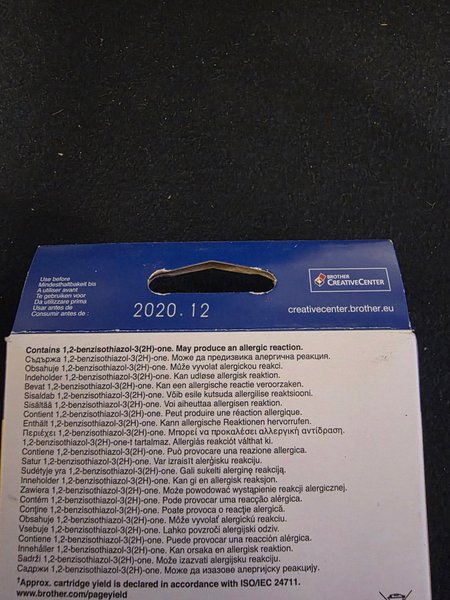 Use before
Mindesthaltbarkeit bis
A utiliser avant
Te gebruiken voor
Da utilizzare prima
Usar antes de
Consumir antes de :
2020.12
BROTHER
CREATIVECENTER
creativecenter.brother.eu
Contains 1,2-benzisothiazol-3(2H)-one. May produce an allergic reaction.
Съдържа 1,2-benzisothiazol-3(2H)-one. Може да предизвика алергична реакция.
Obsahuje 1,2-benzisothiazol-3(2H)-one. Může vyvolat alergickou reakci.
Indeholder 1,2-benzisothiazol-3(2H)-one. Kan udløse allergisk reaktion.
Bevat 1,2-benzisothiazol-3(2H)-one. Kan een allergische reactie veroorzaken.
Sisaldab 1,2-benzisothiazol-3(2H)-one. Võib esile kutsuda allergilise reaktsiooni.
Sisältää 1,2-benzisothiazol-3(2H)-one. Voi aiheuttaa allergisen reaktion.
Contient 1,2-benzisothiazol-3(2H)-one. Peut produire une réaction allergique.
Enthält 1,2-benzisothiazol-3(2H)-one. Kann allergische Reaktionen hervorrufen.
Περιέχει 1,2-benzisothiazol-3(2H)-one. Μπορεί να προκαλέσει αλλεργική αντίδραση.
1,2-benzisothiazol-3(2H)-one-t tartalmaz. Allergiás reakciót válthat ki.
Contiene 1,2-benzisothiazol-3(2H)-one. Può provocare una reazione allergica.
Satur 1,2-benzisothiazol-3(2H)-one. Var izraisīt alerģisku reakciju.
Sudėtyje yra 1,2-benzisothiazol-3(2H)-one. Gali sukelti alerginę reakciją.
Inneholder 1,2-benzisothiazol-3(2H)-one. Kan gi en allergisk reaksjon.
Zawiera 1,2-benzisothiazol-3(2H)-one. Może powodować wystąpienie reakcji alergicznej.
Contém 1,2-benzisothiazol-3(2H)-one. Pode provocar uma reacção alérgica.
Conţine 1,2-benzisothiazol-3(2H)-one. Poate provoca o reacţie alergică.
Obsahuje 1,2-benzisothiazol-3(2H)-one. Môže vyvolať alergickú reakciu.
Vsebuje 1,2-benzisothiazol-3(2H)-one. Lahko povzroči alergijski odziv.
Contiene 1,2-benzisothiazol-3(2H)-one. Puede provocar una reacción alérgica.
Innehåller 1,2-benzisothiazol-3(2H)-one. Kan orsaka en allergisk reaktion.
Sadrži 1,2-benzisothiazol-3(2H)-one. Može izazvati alergijsku reakciju.
Садржи 1,2-benzisothiazol-3(2H)-one. Може да изазове алергијску реакцију.
†Approx. cartridge yield is declared in accordance with ISO/IEC 24711.
www.brother.com/pageyield